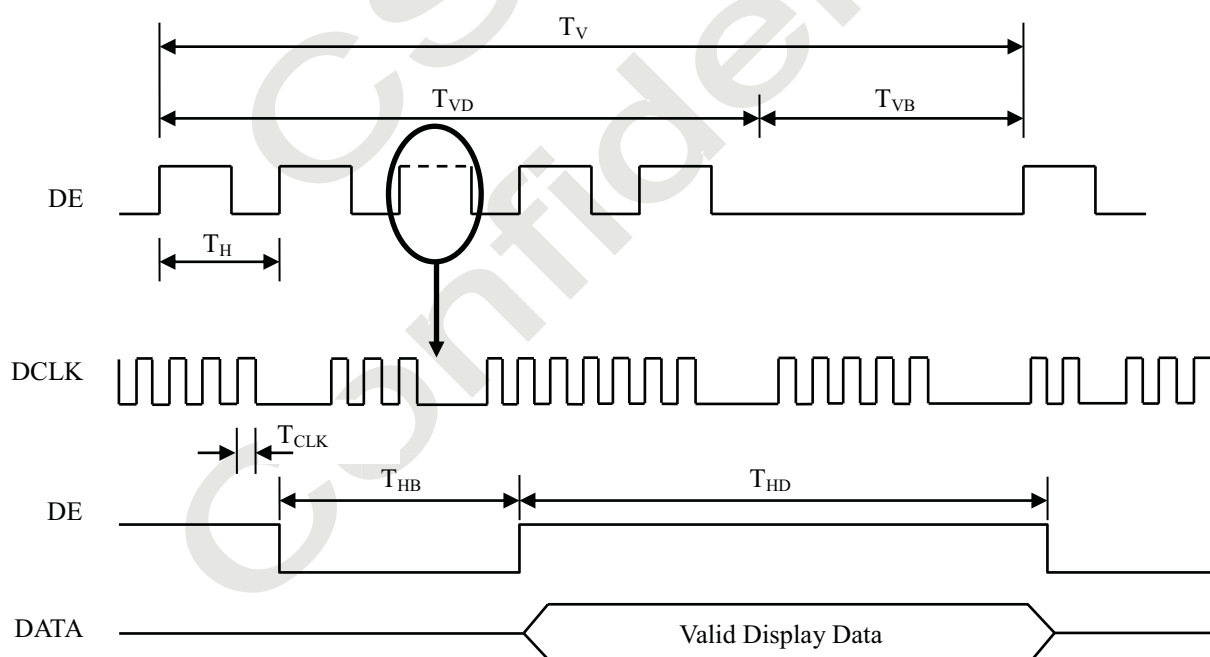 T_V
T_VD T_VB
DE
T_H
DCLK
T_CLK
T_HB T_HD
DE
DATA Valid Display Data